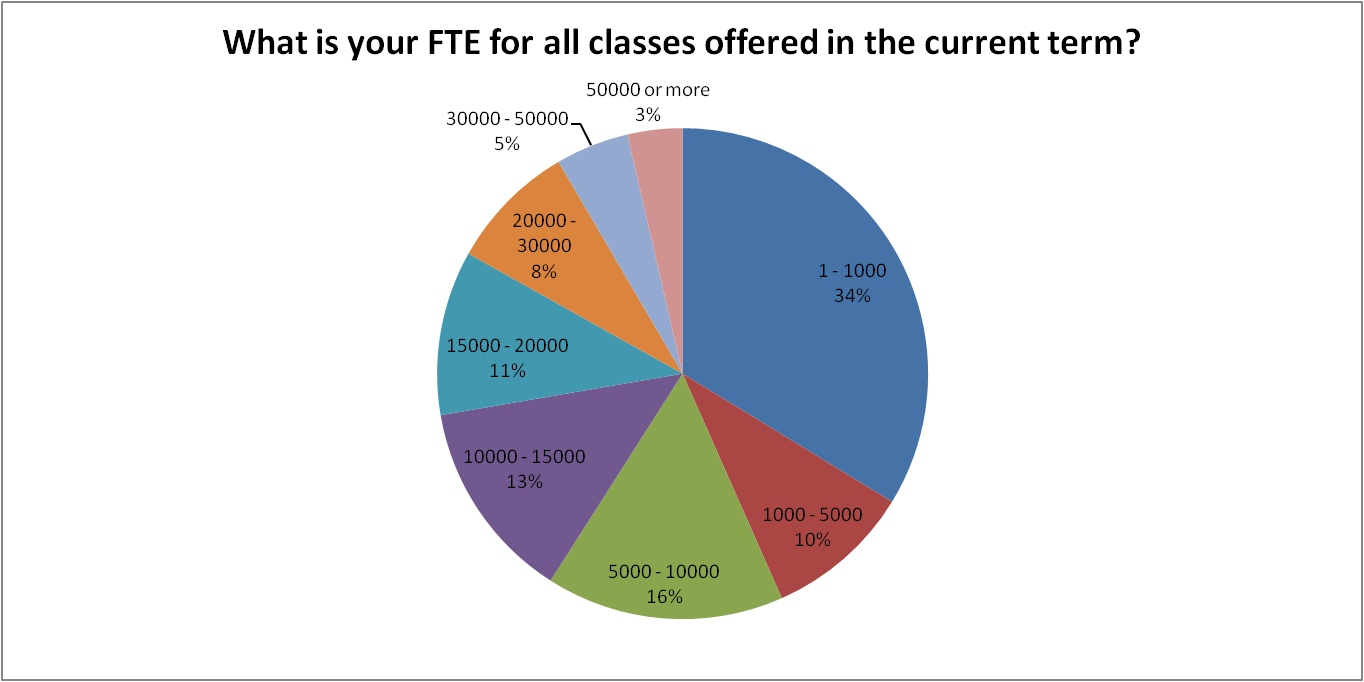 What is your FTE for all classes offered in the current term?
50000 or more
3%
30000 - 50000
5%
20000 -
30000
8%
1 - 1000
34%
15000 - 20000
11%
10000 - 15000
13%
1000 - 5000
10%
5000 - 10000
16%